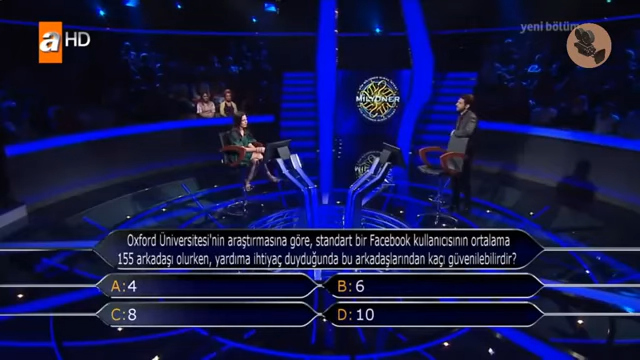 a HD
yeni bölüm
MİLYONER
Oxford Üniversitesi'nin araştırmasına göre, standart bir Facebook kullanıcısının ortalama
155 arkadaşı olurken, yardıma ihtiyaç duyduğunda bu arkadaşlarından kaçı güvenilebilirdir?
A: 4
B: 6
C: 8
D: 10